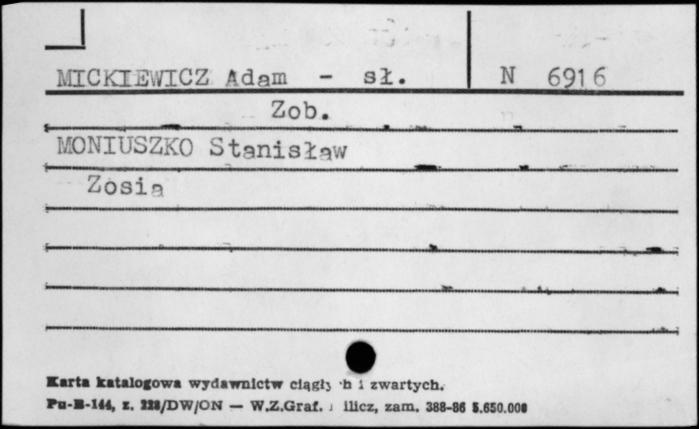 MICKIEWICZ Adam - sł. N 6916
Zob.
MONIUSZKO Stanisław
Zosia
Karta katalogowa wydawnictw i zwartych.
Pu-B-144, z. 228/DW/ON — W.Z.Graf. zam. 388-86 5.650.000